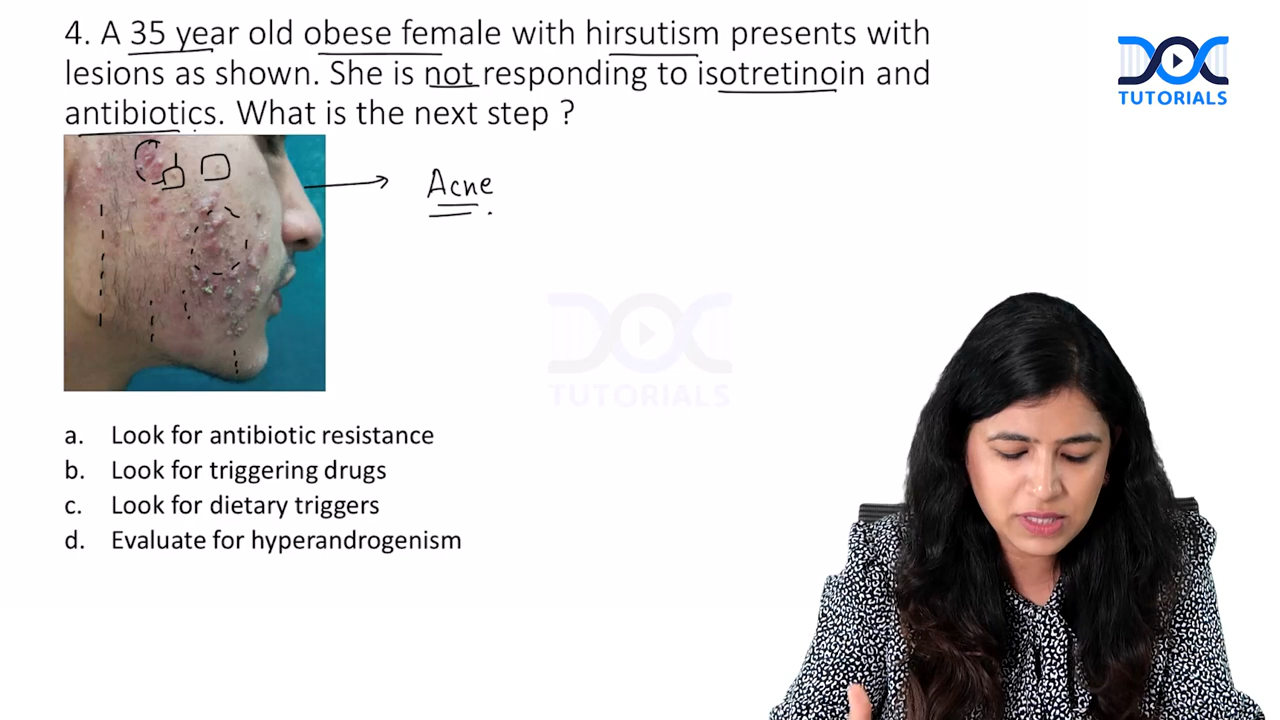 4. A 35 year old obese female with hirsutism presents with
lesions as shown. She is not responding to isotretinoin and
antibiotics. What is the next step ?
DOC
TUTORIALS
Acne
DOC
TUTORIALS
a. Look for antibiotic resistance
b. Look for triggering drugs
c. Look for dietary triggers
d. Evaluate for hyperandrogenism